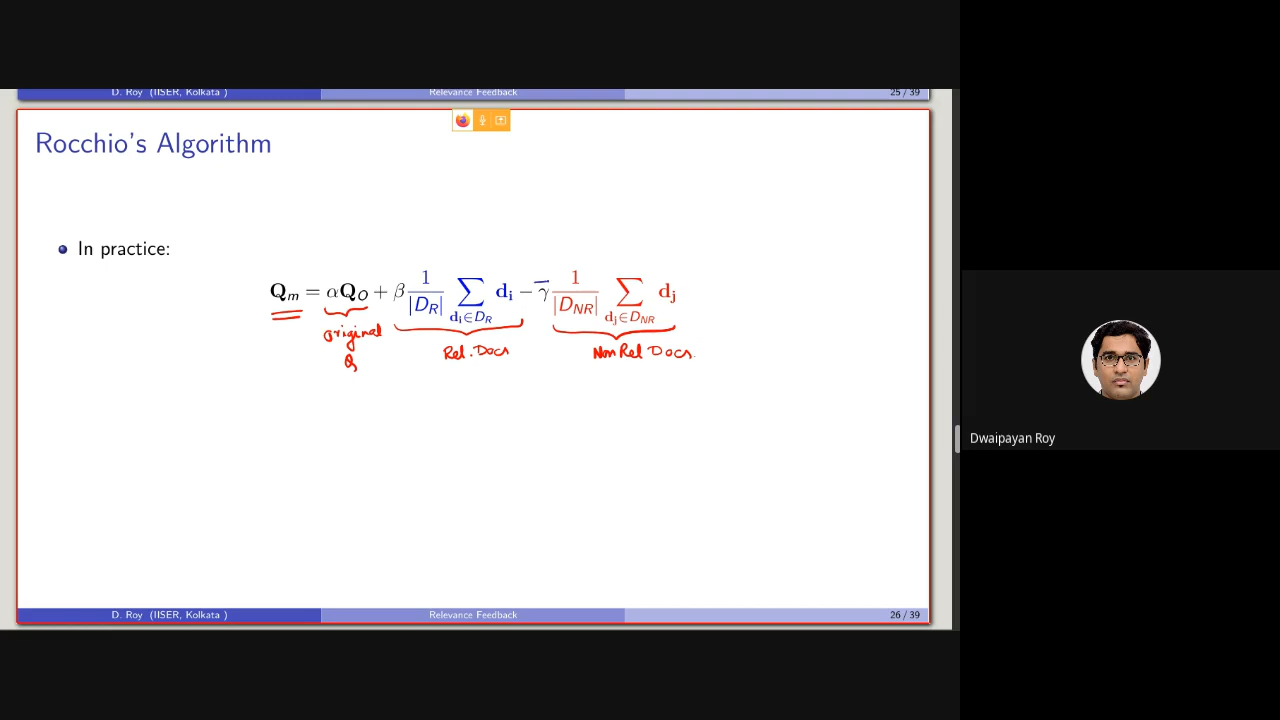 D. Roy (IISER, Kolkata ) Relevance Feedback 25 / 39
Rocchio's Algorithm
In practice:
Q_m = αQ_O + β 1/|D_R| ∑_{d_i∈D_R} d_i − γ 1/|D_NR| ∑_{d_j∈D_NR} d_j
original Rel. Docs Non Rel Docs.
Q
Dwaipayan Roy
D. Roy (IISER, Kolkata ) Relevance Feedback 26 / 39